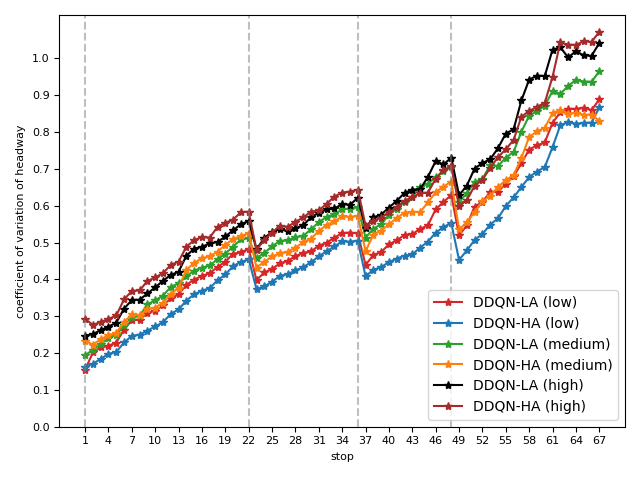 coefficient of variation of headway
1.0
0.9
0.8
0.7
0.6
0.5
0.4
0.3
0.2
0.1
0.0
DDQN-LA (low)
DDQN-HA (low)
DDQN-LA (medium)
DDQN-HA (medium)
DDQN-LA (high)
DDQN-HA (high)
1 4 7 10 13 16 19 22 25 28 31 34 37 40 43 46 49 52 55 58 61 64 67
stop